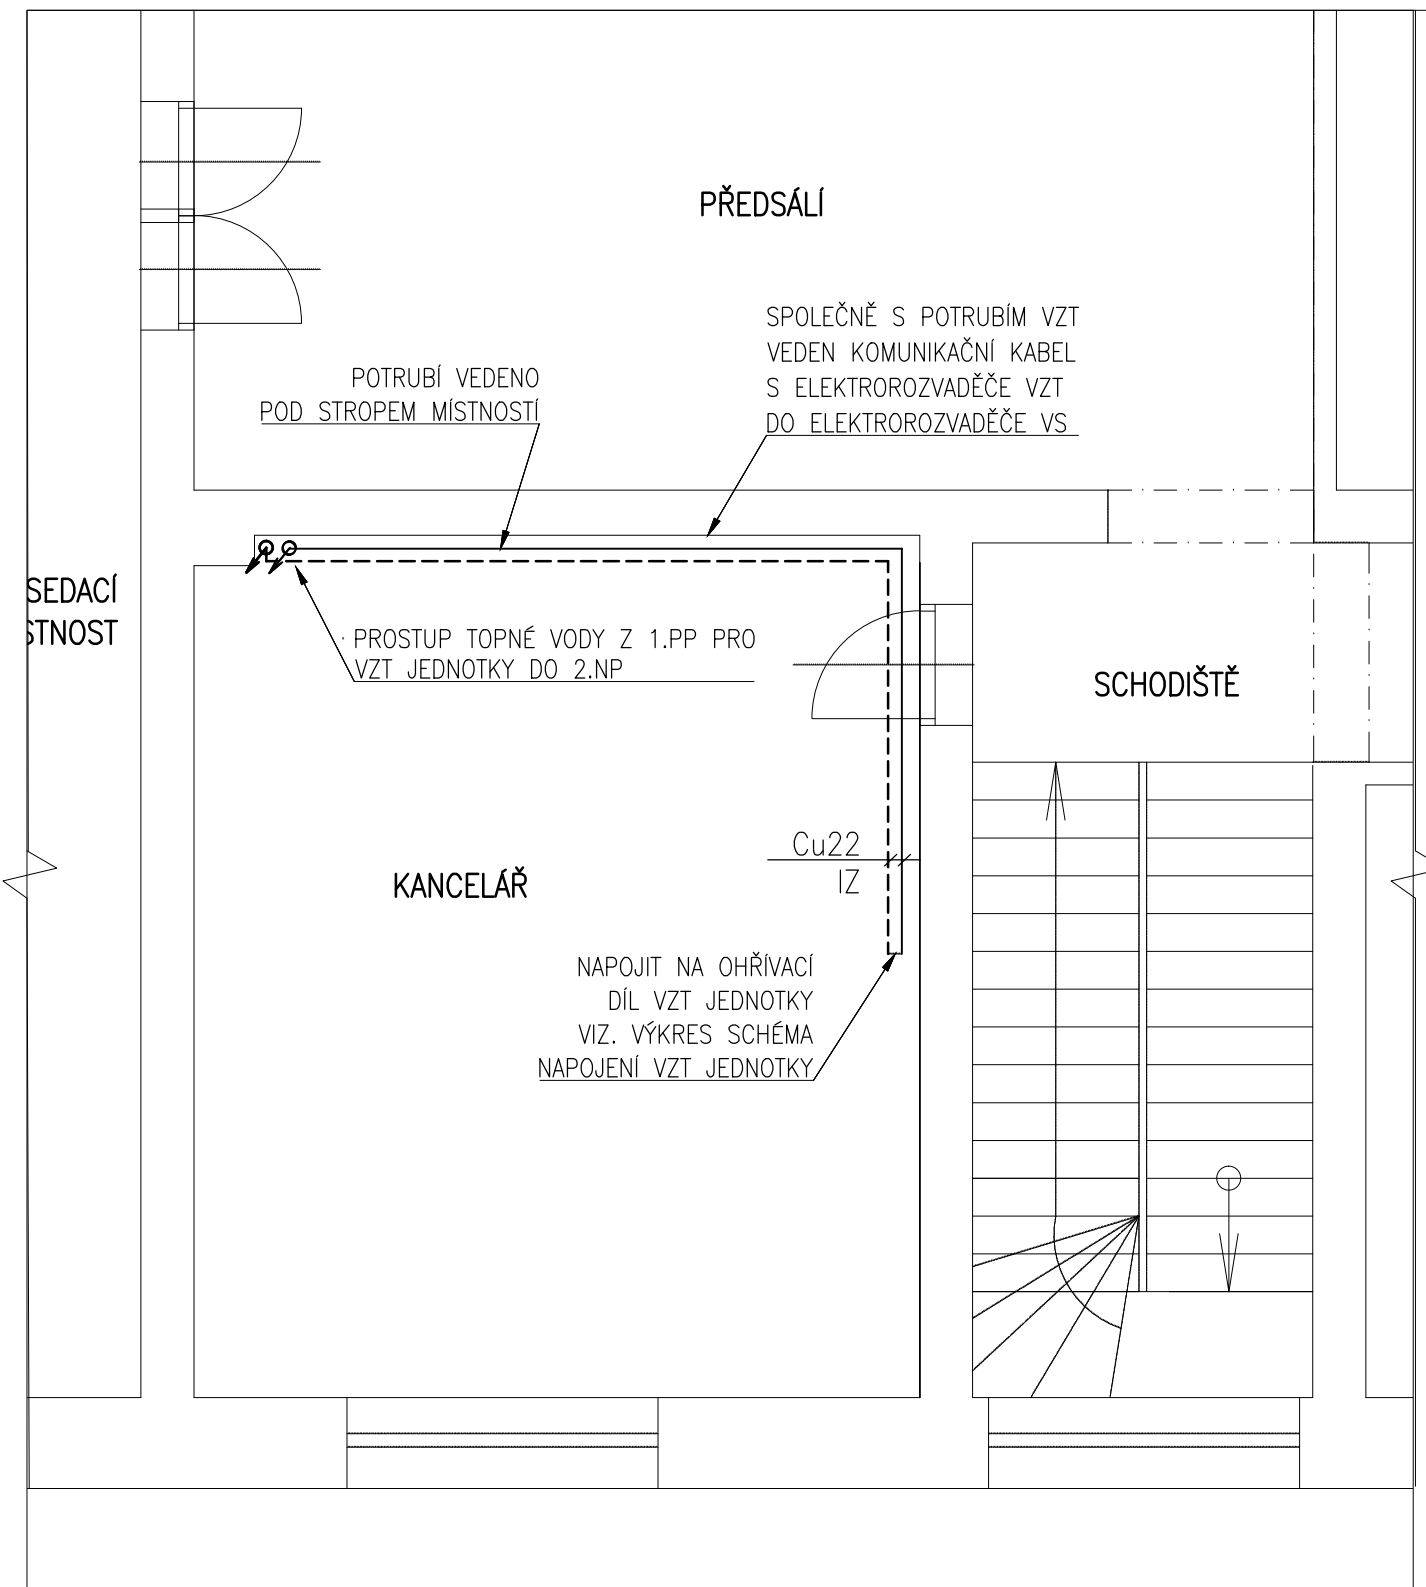 PŘEDSÁLÍ
SPOLEČNĚ S POTRUBÍM VZT
VEDEN KOMUNIKAČNÍ KABEL
S ELEKTROROZVADĚČE VZT
DO ELEKTROROZVADĚČE VS
POTRUBÍ VEDENO
POD STROPEM MÍSTNOSTÍ
SEDACÍ
STNOST
PROSTUP TOPNÉ VODY Z 1.PP PRO
VZT JEDNOTKY DO 2.NP
SCHODIŠTĚ
Cu22
IZ
KANCELÁŘ
NAPOJIT NA OHŘÍVACÍ
DÍL VZT JEDNOTKY
VIZ. VÝKRES SCHÉMA
NAPOJENÍ VZT JEDNOTKY